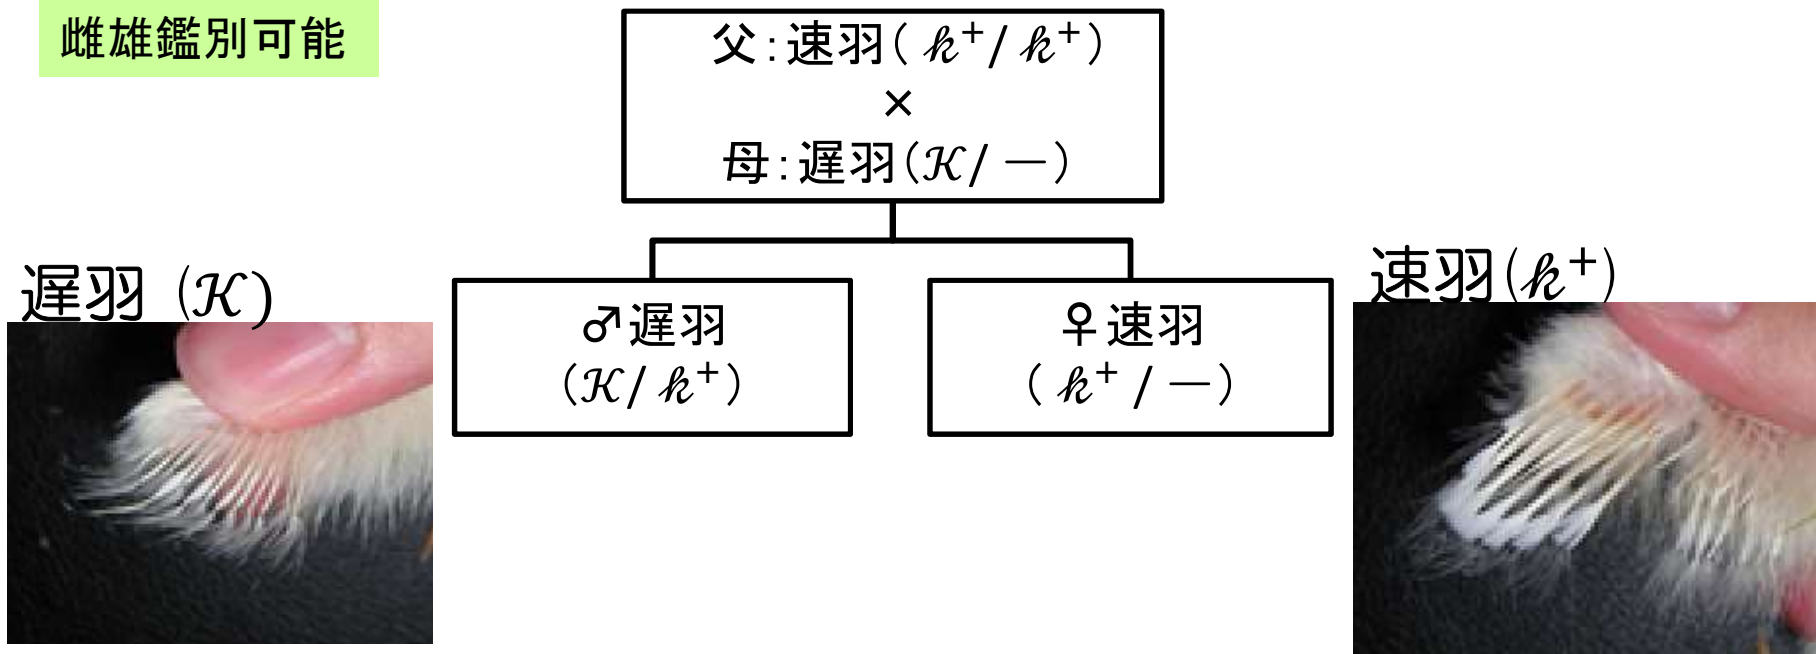 雌雄鑑別可能
父:速羽(k⁺/k⁺)
×
母:遅羽(K/―)
遅羽 (K)
♂遅羽
(K/k⁺)
♀速羽
(k⁺/―)
速羽(k⁺)